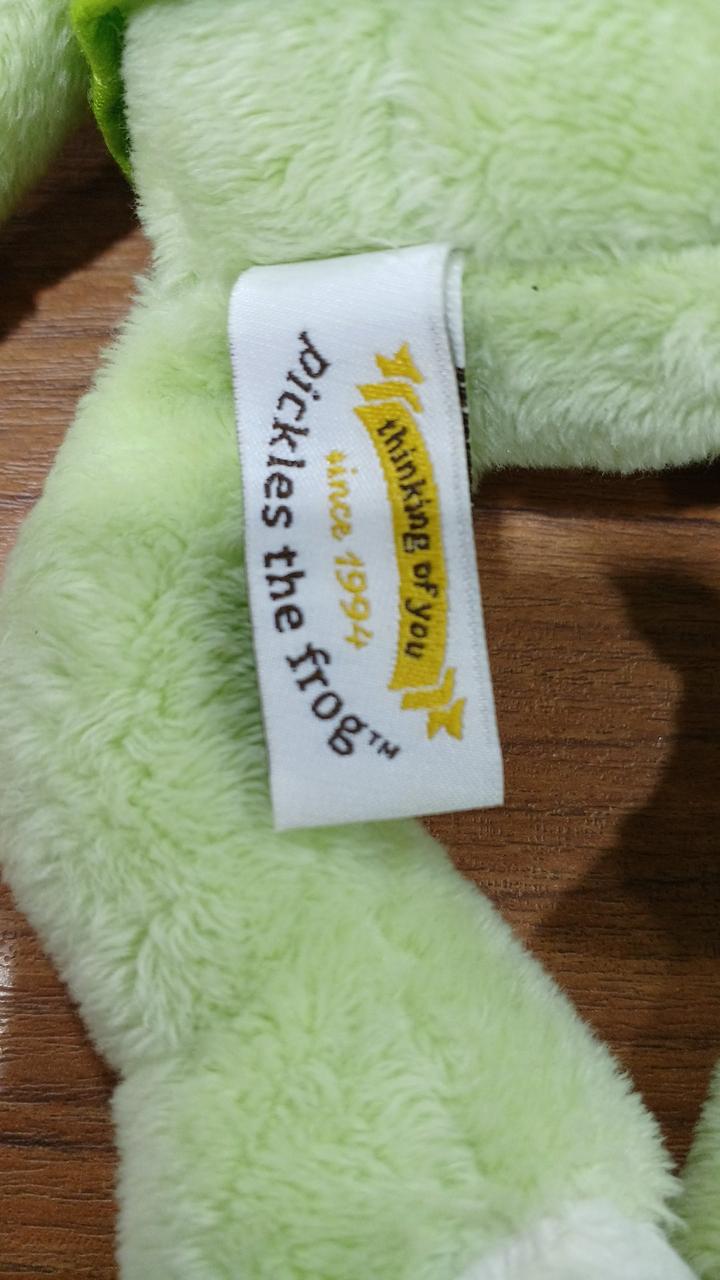 thinking of you
since 1994
pickles the frog™